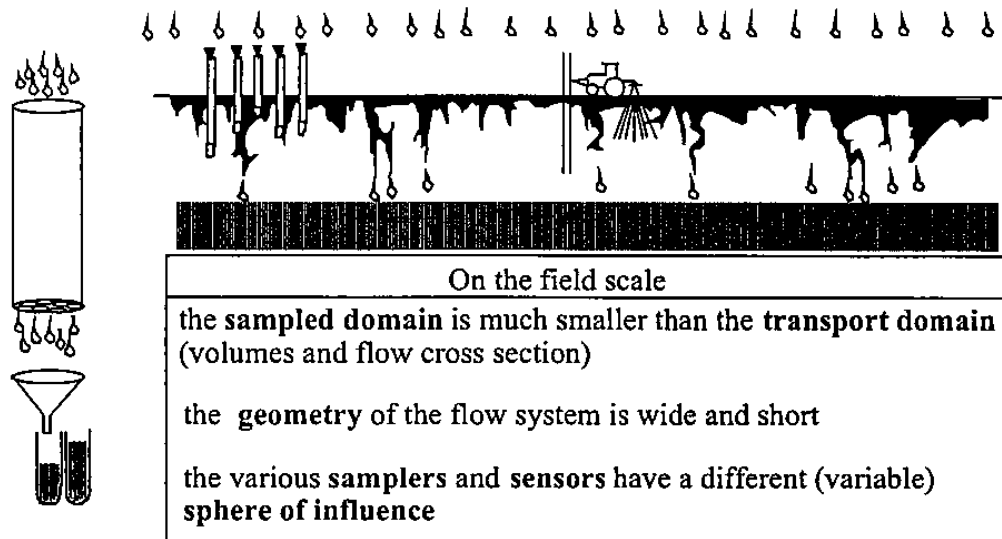 On the field scale
the sampled domain is much smaller than the transport domain
(volumes and flow cross section)
the geometry of the flow system is wide and short
the various samplers and sensors have a different (variable)
sphere of influence